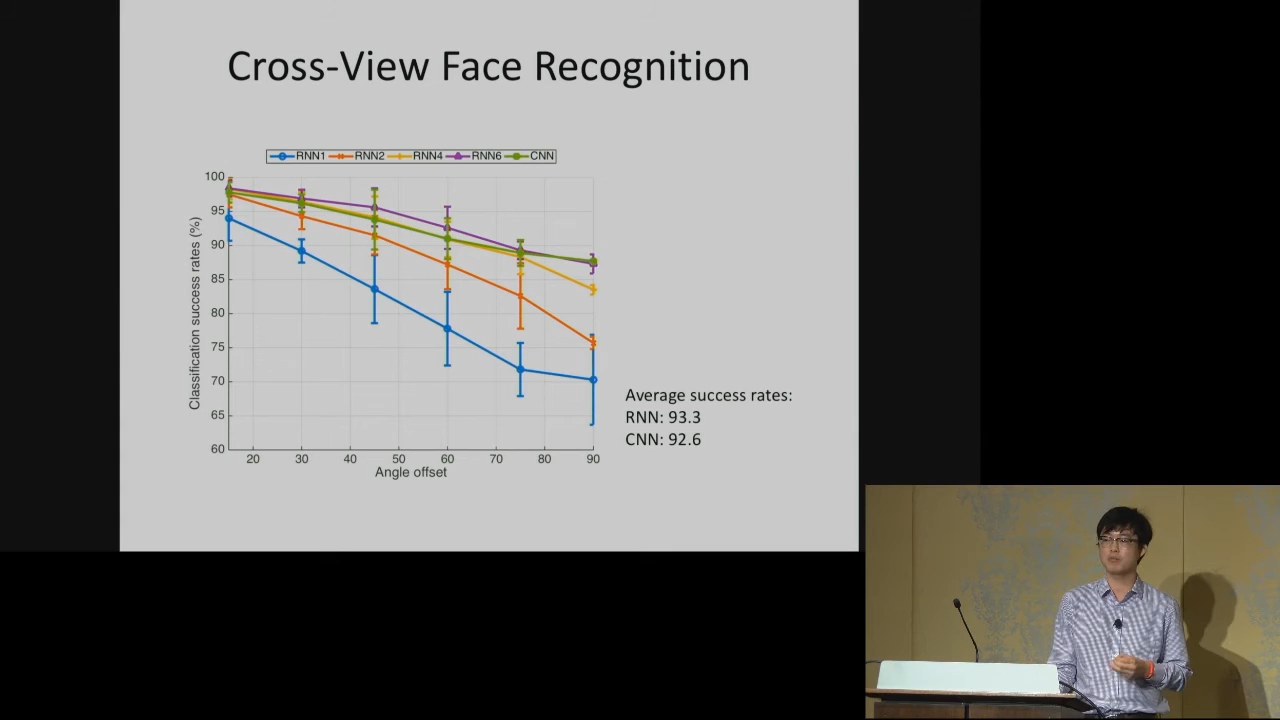 Cross-View Face Recognition
RNN1 RNN2 RNN4 RNN6 CNN
100
95
90
85
80
75
70
65
60
Classification success rates (%)
20 30 40 50 60 70 80 90
Angle offset
Average success rates:
RNN: 93.3
CNN: 92.6